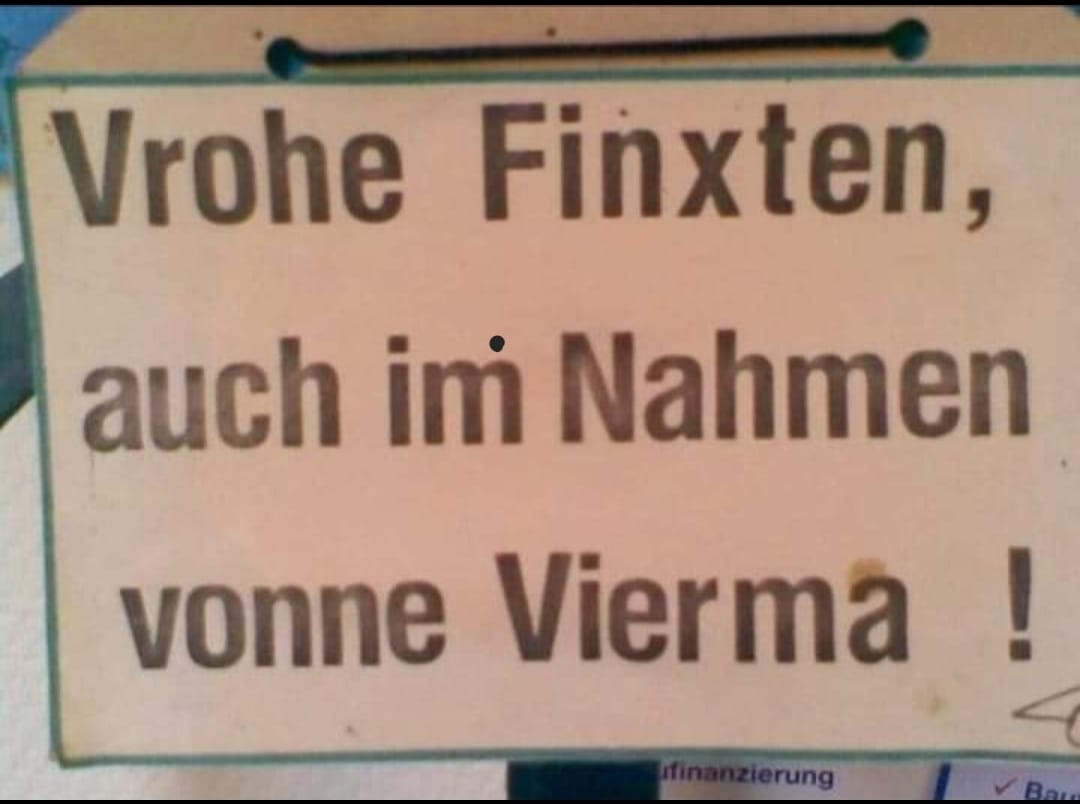 Vrohe Finxten,
auch im Nahmen
vonne Vierma !